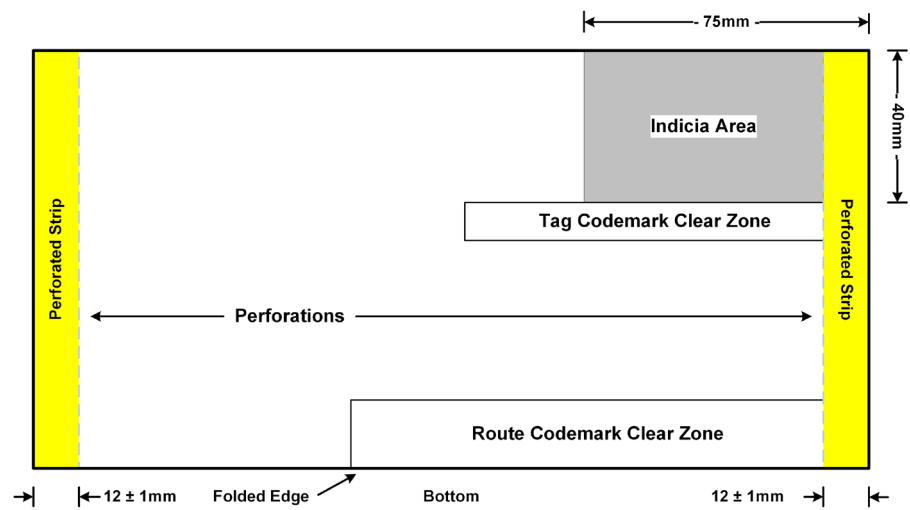 - 75mm -
Indicia Area
- 40mm -
Tag Codemark Clear Zone
Perforated Strip
Perforated Strip
Perforations
Route Codemark Clear Zone
12 ± 1mm
Folded Edge
Bottom
12 ± 1mm